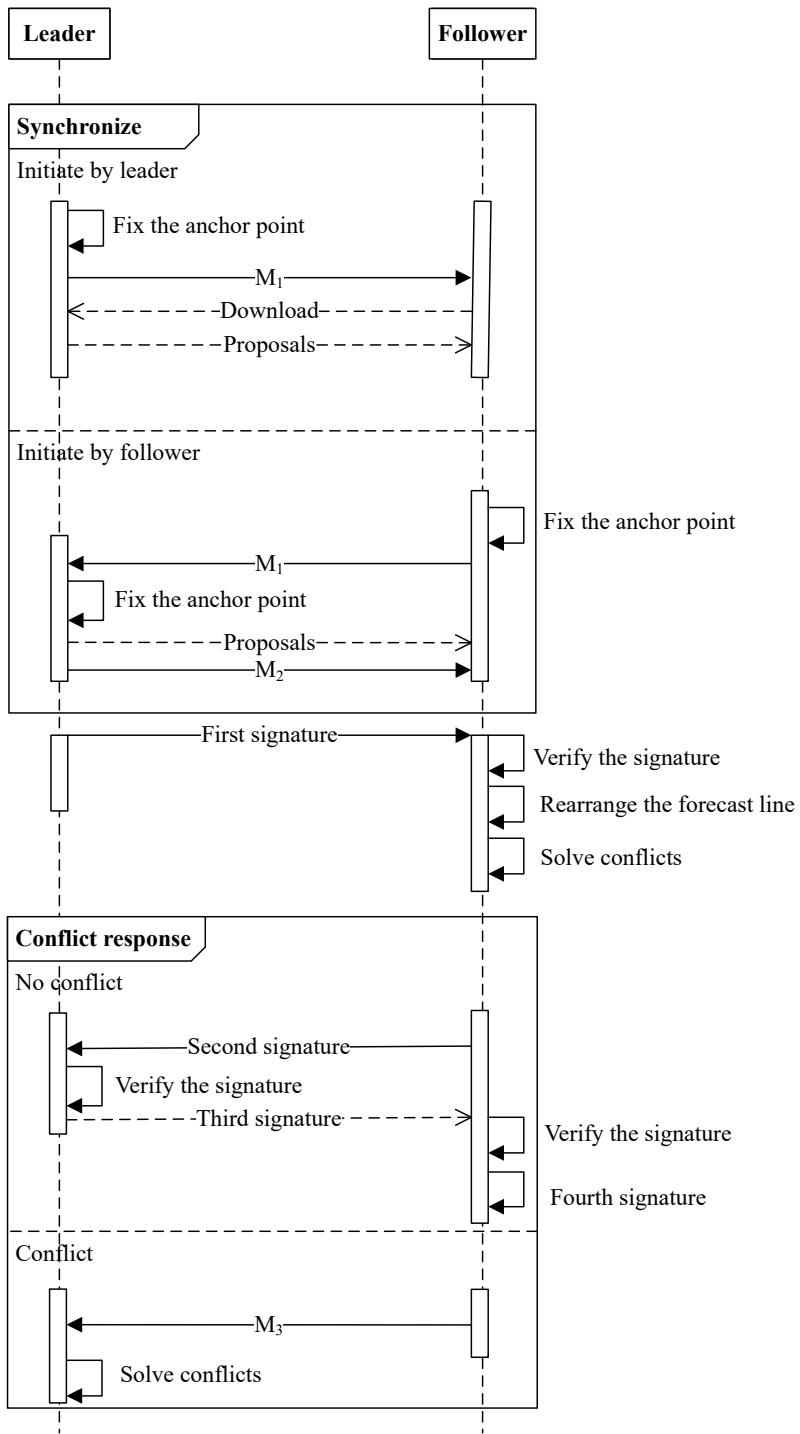 Leader
Follower
Synchronize
Initiate by leader
Fix the anchor point
M₁
Download
Proposals
Initiate by follower
Fix the anchor point
M₁
Fix the anchor point
Proposals
M₂
First signature
Verify the signature
Rearrange the forecast line
Solve conflicts
Conflict response
No conflict
Second signature
Verify the signature
Third signature
Verify the signature
Fourth signature
Conflict
M₃
Solve conflicts